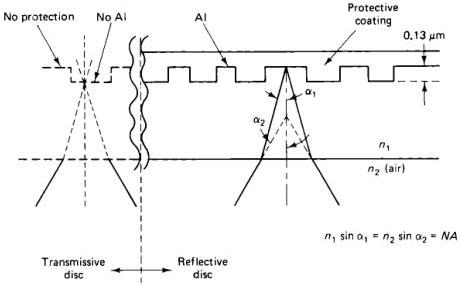 No protection
No Al
Al
Protective
coating
0.13 μm
α₁
α₂
n₁
n₂ (air)
n₁ sin α₁ = n₂ sin α₂ = NA
Transmissive
disc
Reflective
disc